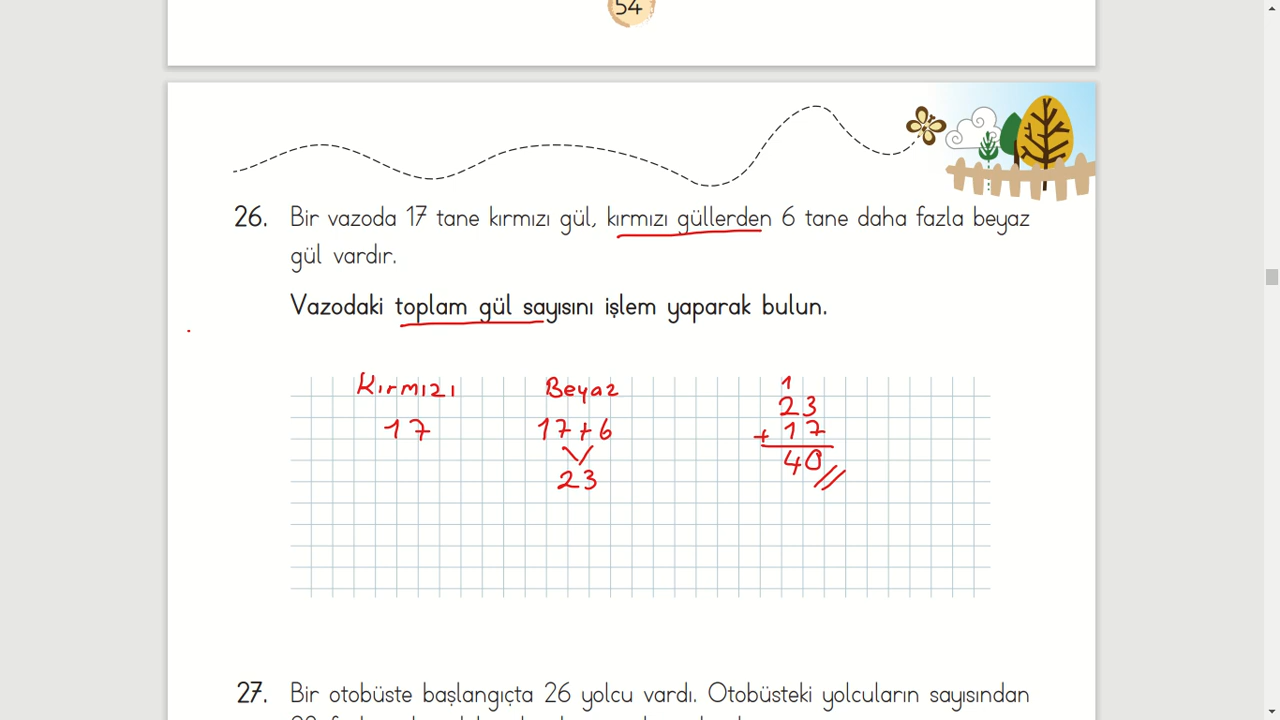 54
26. Bir vazoda 17 tane kırmızı gül, kırmızı güllerden 6 tane daha fazla beyaz
gül vardır.
Vazodaki toplam gül sayısını işlem yaparak bulun.
Kırmızı Beyaz 1
23
17 17+6 + 17
40
23
27. Bir otobüste başlangıçta 26 yolcu vardı. Otobüsteki yolcuların sayısından